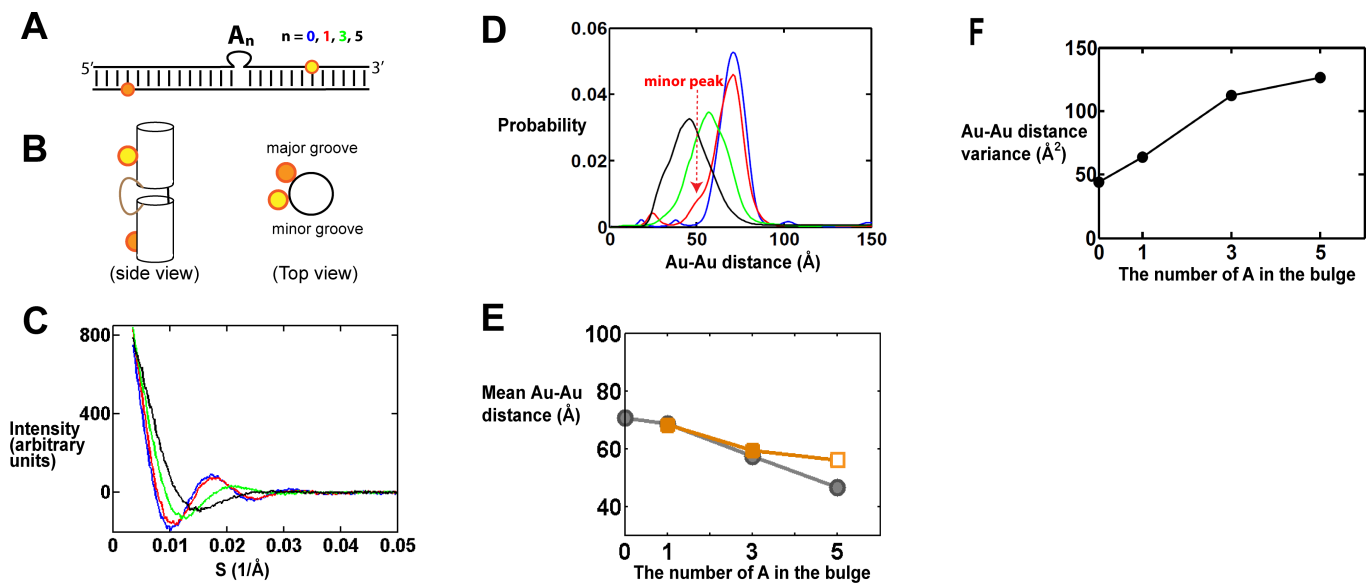 A
An
n = 0, 1, 3, 5
5′
3′
B
major groove
minor groove
(side view)
(Top view)
C
800
400
0
Intensity
(arbitrary
units)
0
0.01
0.02
0.03
0.04
0.05
S (1/Å)
D
0.06
0.04
0.02
0
minor peak
Probability
0
50
100
150
Au-Au distance (Å)
E
100
80
60
40
Mean Au-Au
distance (Å)
0
1
3
5
The number of A in the bulge
F
150
100
50
0
Au-Au distance
variance (Å2)
0
1
3
5
The number of A in the bulge